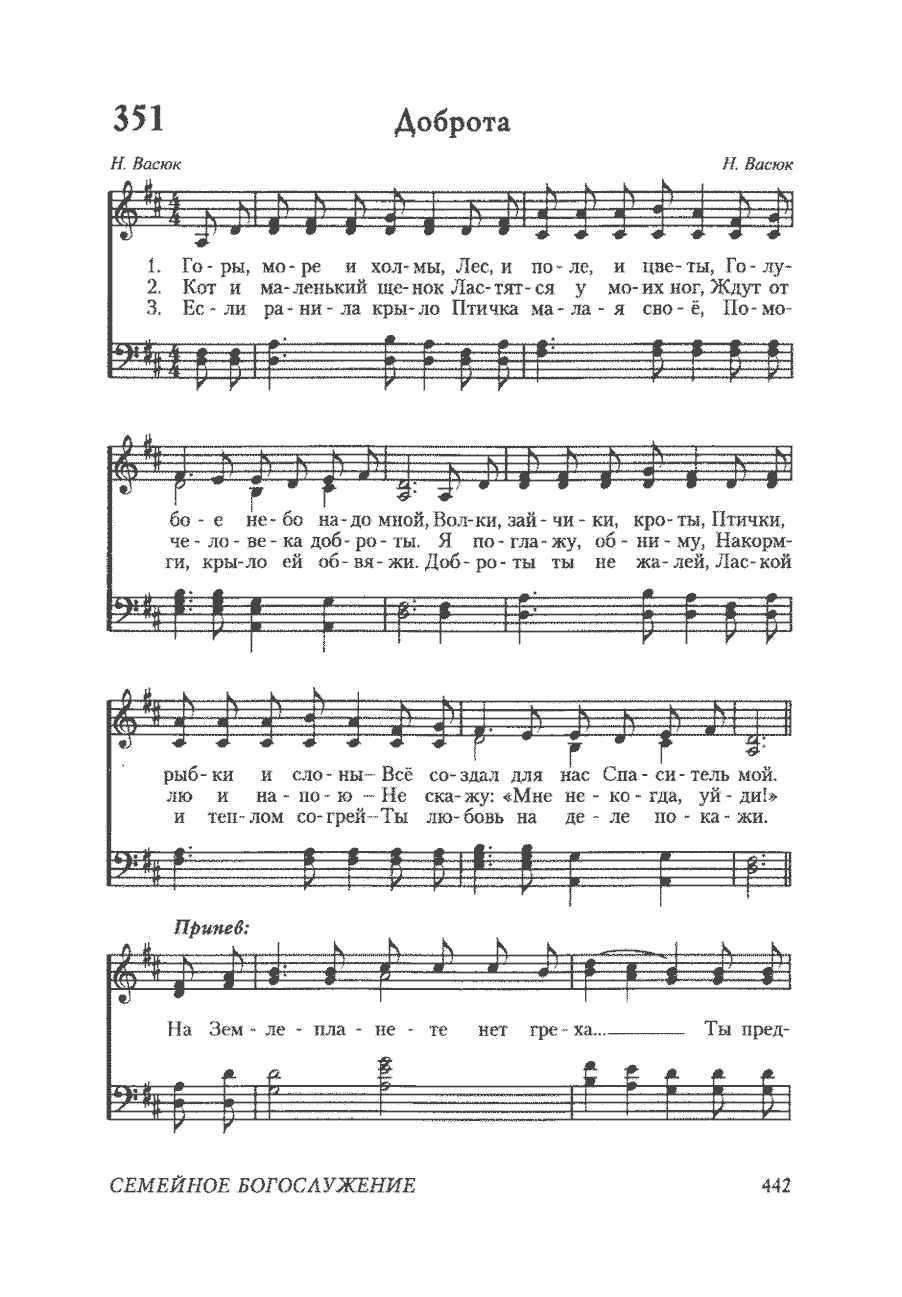 351
Доброта
Н. Васюк
Н. Васюк
1. Го - ры, мо - ре и хол - мы, Лес, и по - ле, и цве - ты, Го - лу-
2. Кот и ма - ленький ще - нок Лас - тят - ся у мо - их ног, Ждут от
3. Ес - ли ра - ни - ла кры - ло Птичка ма - ла - я сво - ё, По - мо-
бо - е не - бо на - до мной, Вол - ки, зай - чи - ки, кро - ты, Птички,
че - ло - ве - ка доб - ро - ты. Я по - гла - жу, об - ни - му, Накорм-
ги, кры - ло ей об - вя - жи. Доб - ро - ты ты не жа - лей, Лас - кой
рыб - ки и сло - ны – Всё со - здал для нас Спа - си - тель мой.
лю и на - по - ю – Не ска - жу: «Мне не - ко - гда, уй - ди!»
и теп - лом со - грей – Ты лю - бовь на де - ле по - ка - жи.
Припев:
На Зем - ле - пла - не - те нет гре - ха... Ты пред-
СЕМЕЙНОЕ БОГОСЛУЖЕНИЕ
442